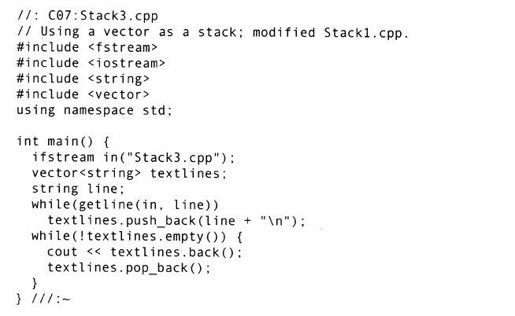 //: C07:Stack3.cpp
// Using a vector as a stack; modified Stack1.cpp.
#include <fstream>
#include <iostream>
#include <string>
#include <vector>
using namespace std;

int main() {
  ifstream in("Stack3.cpp");
  vector<string> textlines;
  string line;
  while(getline(in, line))
    textlines.push_back(line + "\n");
  while(!textlines.empty()) {
    cout << textlines.back();
    textlines.pop_back();
  }
} ///:~